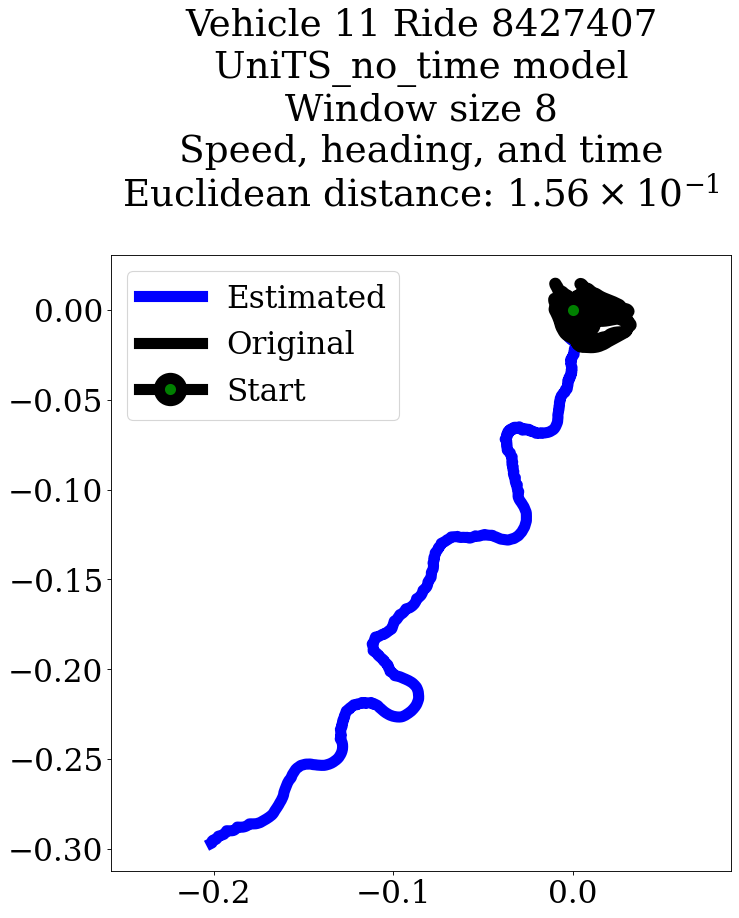 Vehicle 11 Ride 8427407
UniTS_no_time model
Window size 8
Speed, heading, and time
Euclidean distance: 1.56 × 10⁻¹
Estimated
Original
Start
0.00
−0.05
−0.10
−0.15
−0.20
−0.25
−0.30
−0.2 −0.1 0.0